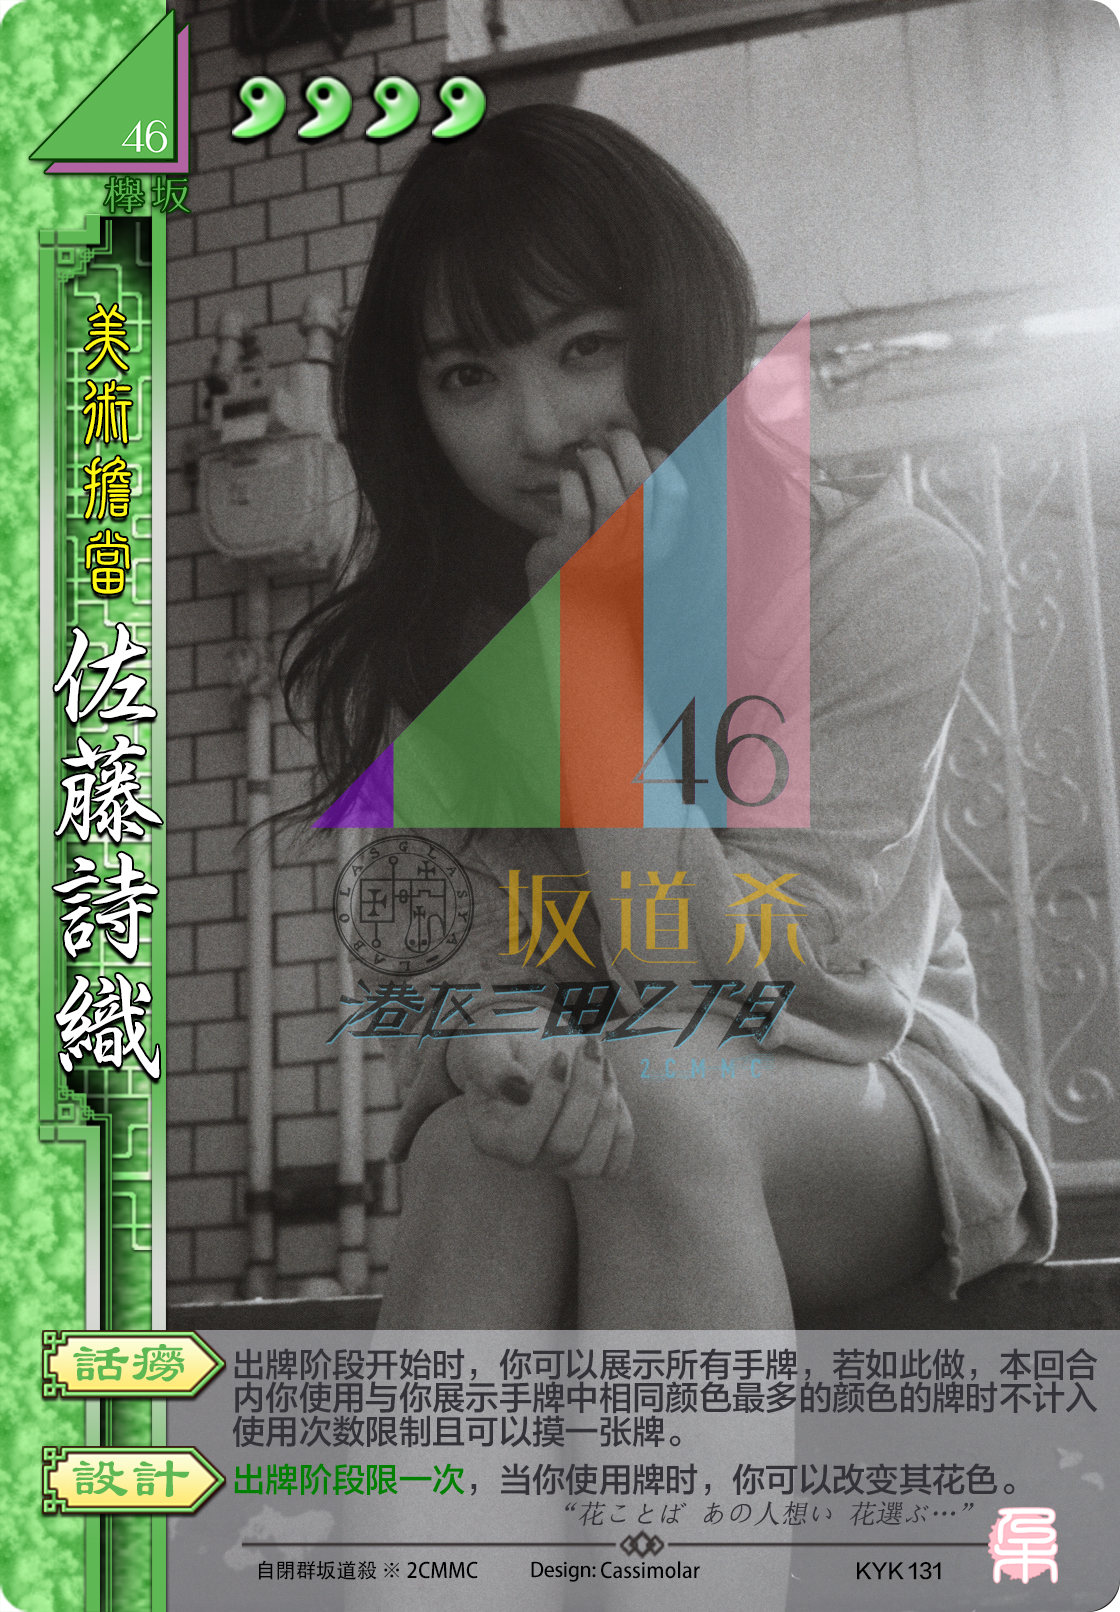 46
欅坂
美術擔當
佐藤詩織
46
GLASYA-LABOLAS
坂道杀
港区三田2丁目
2CMMC
話癆
出牌阶段开始时，你可以展示所有手牌，若如此做，本回合
内你使用与你展示手牌中相同颜色最多的颜色的牌时不计入
使用次数限制且可以摸一张牌。
設計
出牌阶段限一次，当你使用牌时，你可以改变其花色。
“花ことば あの人想い 花選ぶ…”
自閉群坂道殺 ※ 2CMMC Design: Cassimolar KYK 131